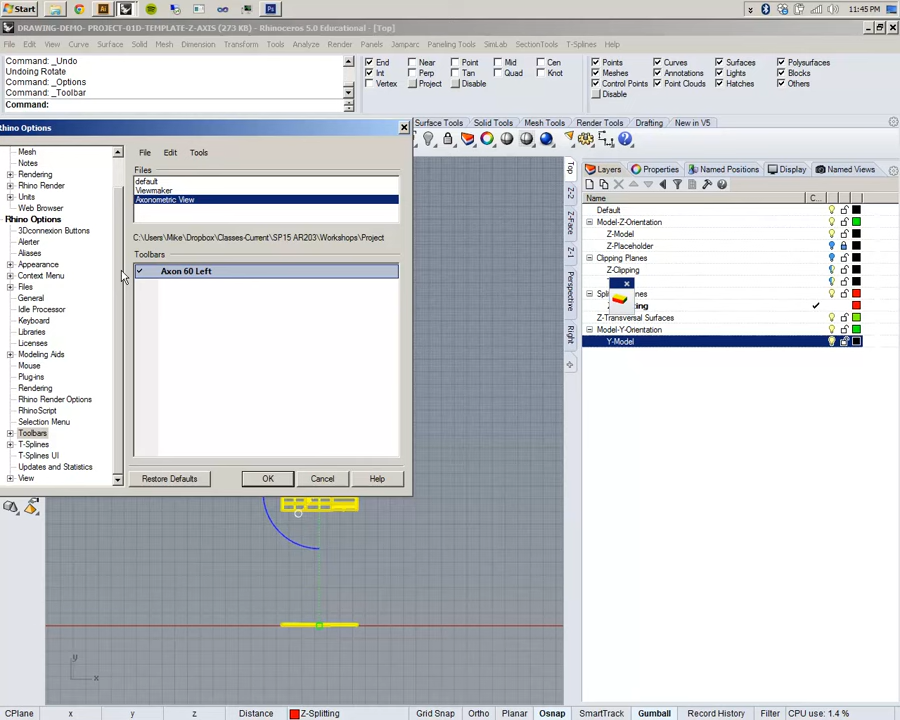 Start
11:45 PM
DRAWING-DEMO- PROJECT-01D-TEMPLATE-Z-AXIS (273 KB) - Rhinoceros 5.0 Educational - [Top]
File Edit View Curve Surface Solid Mesh Dimension Transform Tools Analyze Render Panels Jamparc Paneling Tools SimLab SectionTools T-Splines Help
Command: _Undo
Undoing Rotate
Command: _Options
Command: _Toolbar
Command:
End Near Point Mid Cen
Int Perp Tan Quad Knot
Vertex Project Disable
Points Curves Surfaces Polysurfaces
Meshes Annotations Lights Blocks
Control Points Point Clouds Hatches Others
Disable
Surface Tools Solid Tools Mesh Tools Render Tools Drafting New in V5
Rhino Options
Mesh
Notes
Rendering
Rhino Render
Units
Web Browser
Rhino Options
3Dconnexion Buttons
Alerter
Aliases
Appearance
Context Menu
Files
General
Idle Processor
Keyboard
Libraries
Licenses
Modeling Aids
Mouse
Plug-ins
Rendering
Rhino Render Options
RhinoScript
Selection Menu
Toolbars
T-Splines
T-Splines UI
Updates and Statistics
View
File Edit Tools
Files
default
Viewmaker
Axonometric View
C:\Users\Mike\Dropbox\Classes-Current\SP15 AR203\Workshops\Project
Toolbars
Axon 60 Left
Restore Defaults OK Cancel Help
Top
Z-2
Z-Face
Z-1
Perspective
Right
Layers Properties Named Positions Display Named Views
Name C...
Default
Model-Z-Orientation
Z-Model
Z-Placeholder
Clipping Planes
Z-Clipping
Z-Transversal Surfaces
Model-Y-Orientation
Y-Model
y
x
CPlane x y z Distance Z-Splitting Grid Snap Ortho Planar Osnap SmartTrack Gumball Record History Filter CPU use: 1.4 %